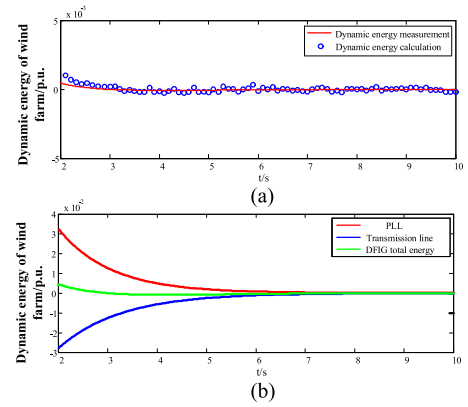 x 10⁻³
Dynamic energy of wind
farm/p.u.
5
0
-5
Dynamic energy measurement
Dynamic energy calculation
2 3 4 5 6 7 8 9 10
t/s
(a)
x 10⁻²
Dynamic energy of wind
farm/p.u.
4
3
2
1
0
-1
-2
-3
PLL
Transmission line
DFIG total energy
2 3 4 5 6 7 8 9 10
t/s
(b)